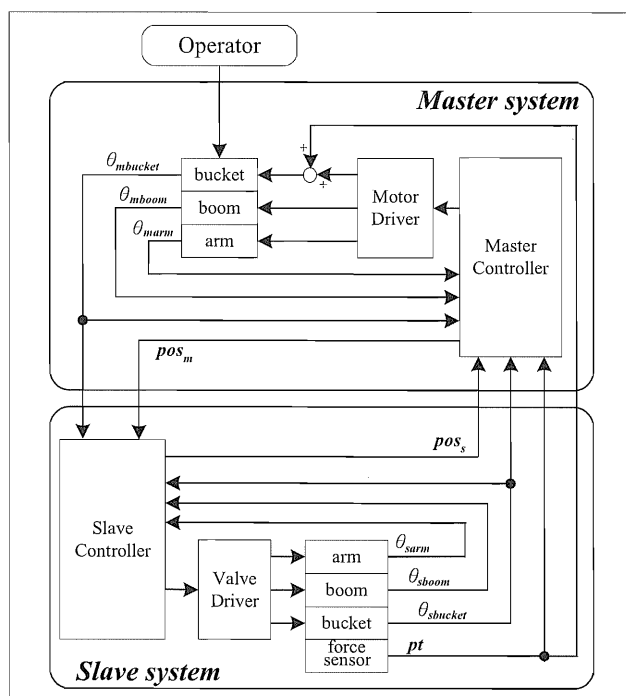 Operator
Master system
θmbucket
θmboom
θmarm
bucket
boom
arm
+
+
Motor
Driver
Master
Controller
posm
poss
Slave
Controller
Valve
Driver
arm
boom
bucket
force
sensor
θsarm
θsboom
θsbucket
pt
Slave system